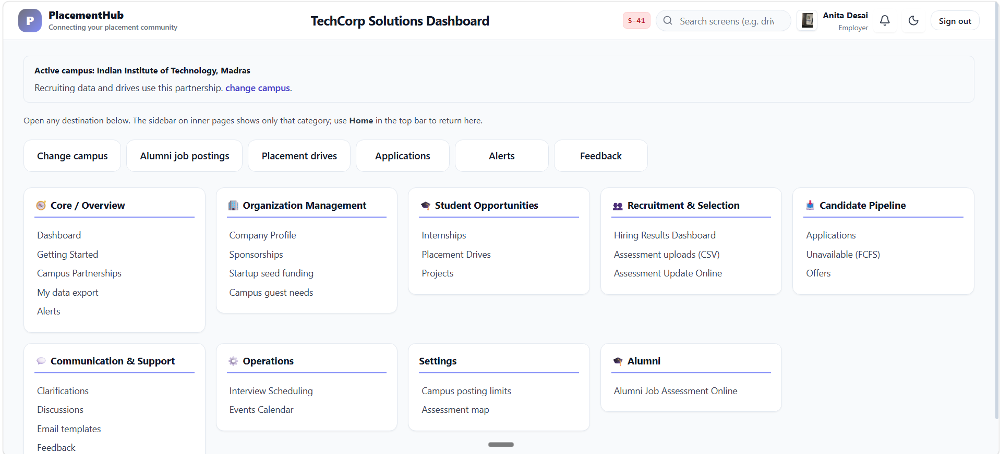 P
PlacementHub
Connecting your placement community
TechCorp Solutions Dashboard
S-41
Search screens (e.g. driv
Anita Desai
Employer
Sign out
Active campus: Indian Institute of Technology, Madras
Recruiting data and drives use this partnership. change campus.
Open any destination below. The sidebar on inner pages shows only that category; use Home in the top bar to return here.
Change campus
Alumni job postings
Placement drives
Applications
Alerts
Feedback
Core / Overview
Dashboard
Getting Started
Campus Partnerships
My data export
Alerts
Organization Management
Company Profile
Sponsorships
Startup seed funding
Campus guest needs
Student Opportunities
Internships
Placement Drives
Projects
Recruitment & Selection
Hiring Results Dashboard
Assessment uploads (CSV)
Assessment Update Online
Candidate Pipeline
Applications
Unavailable (FCFS)
Offers
Communication & Support
Clarifications
Discussions
Email templates
Feedback
Operations
Interview Scheduling
Events Calendar
Settings
Campus posting limits
Assessment map
Alumni
Alumni Job Assessment Online